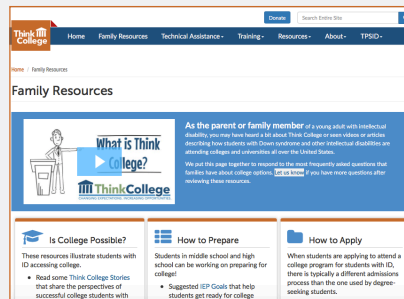 Donate
Search Entire Site
Think
College
Home
Family Resources
Technical Assistance
Training
Resources
About
TPSID
Home / Family Resources
Family Resources
What is Think
College?
ThinkCollege
CHANGING EXPECTATIONS, INCREASING OPPORTUNITIES
As the parent or family member of a young adult with intellectual
disability, you may have heard a bit about Think College or seen videos or articles
describing how students with Down syndrome and other intellectual disabilities are
attending colleges and universities all over the United States.
We put this page together to respond to the most frequently asked questions that
families have about college options. Let us know if you have more questions after
reviewing these resources.
Is College Possible?
These resources illustrate students with
ID accessing college.
• Read some Think College Stories
that share the perspectives of
successful college students with
How to Prepare
Students in middle school and high
school can be working on preparing for
college!
• Suggested IEP Goals that help
students get ready for college
How to Apply
When students are applying to attend a
college program for students with ID,
there is typically a different admissions
process than the one used by degree-
seeking students.